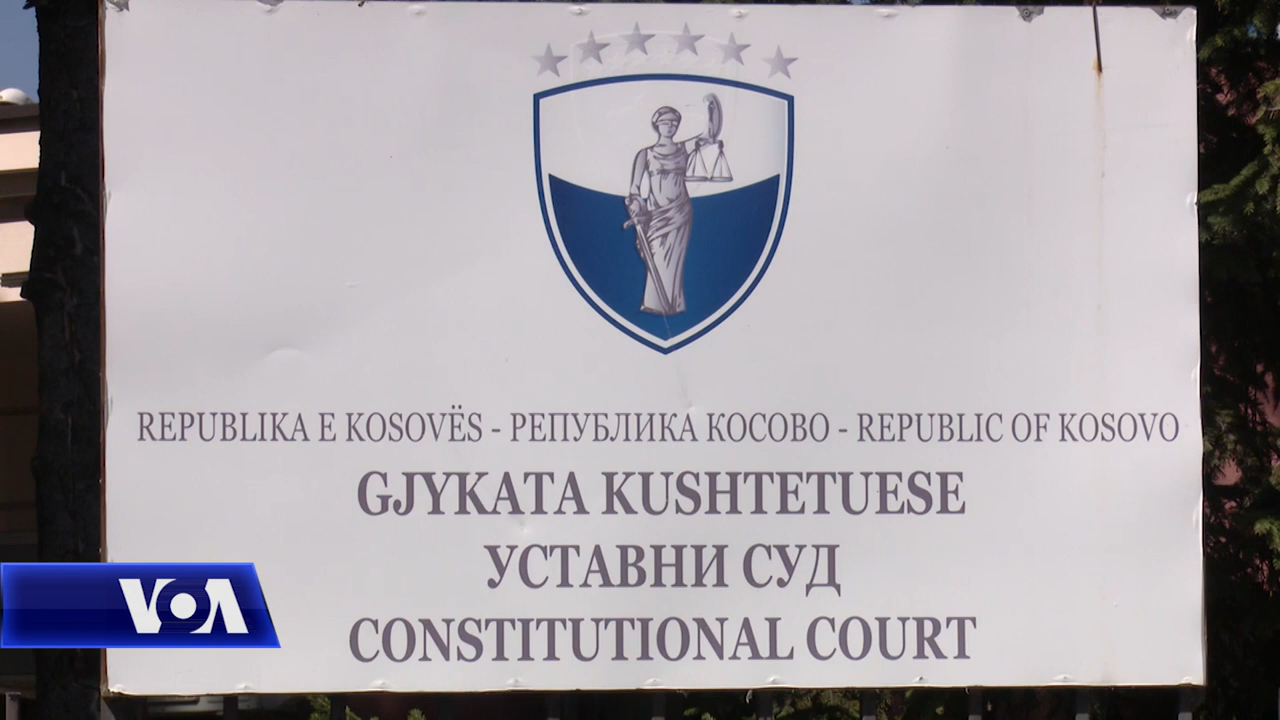 REPUBLIKA E KOSOVËS - РЕПУБЛИКА КОСОВО - REPUBLIC OF KOSOVO
GJYKATA KUSHTETUESE
УСТАВНИ СУД
CONSTITUTIONAL COURT
VOA